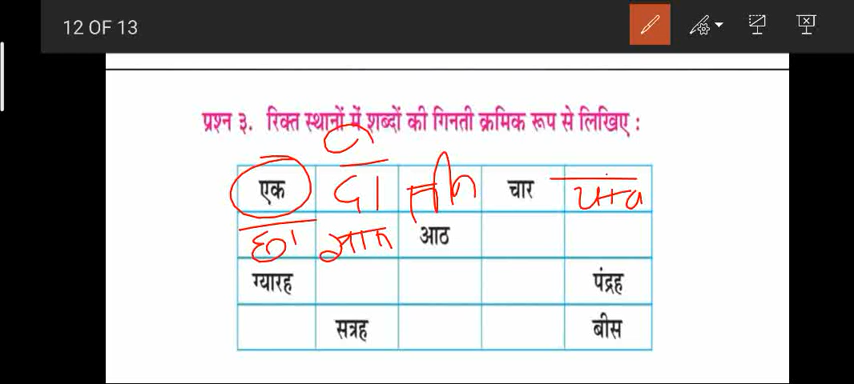 12 OF 13
प्रश्न ३. रिक्त स्थानों में शब्दों की गिनती क्रमिक रूप से लिखिए :
एक तीन चार
सात आठ
ग्यारह पंद्रह
सत्रह बीस